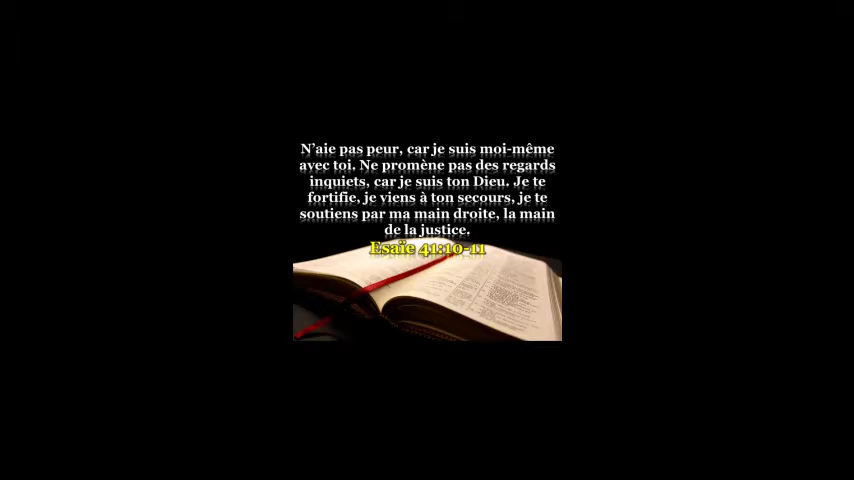 N'aie pas peur, car je suis moi-même
avec toi. Ne promène pas des regards
inquiets, car je suis ton Dieu. Je te
fortifie, je viens à ton secours, je te
soutiens par ma main droite, la main
de la justice.
Esaïe 41:10-11